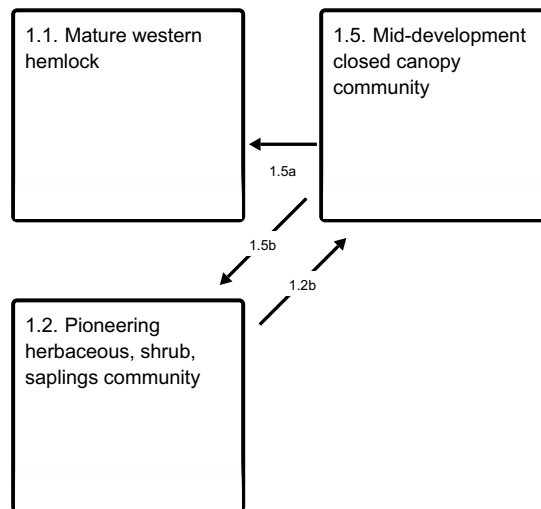 1.1. Mature western
hemlock
1.5. Mid-development
closed canopy
community
1.5a
1.5b
1.2b
1.2. Pioneering
herbaceous, shrub,
saplings community